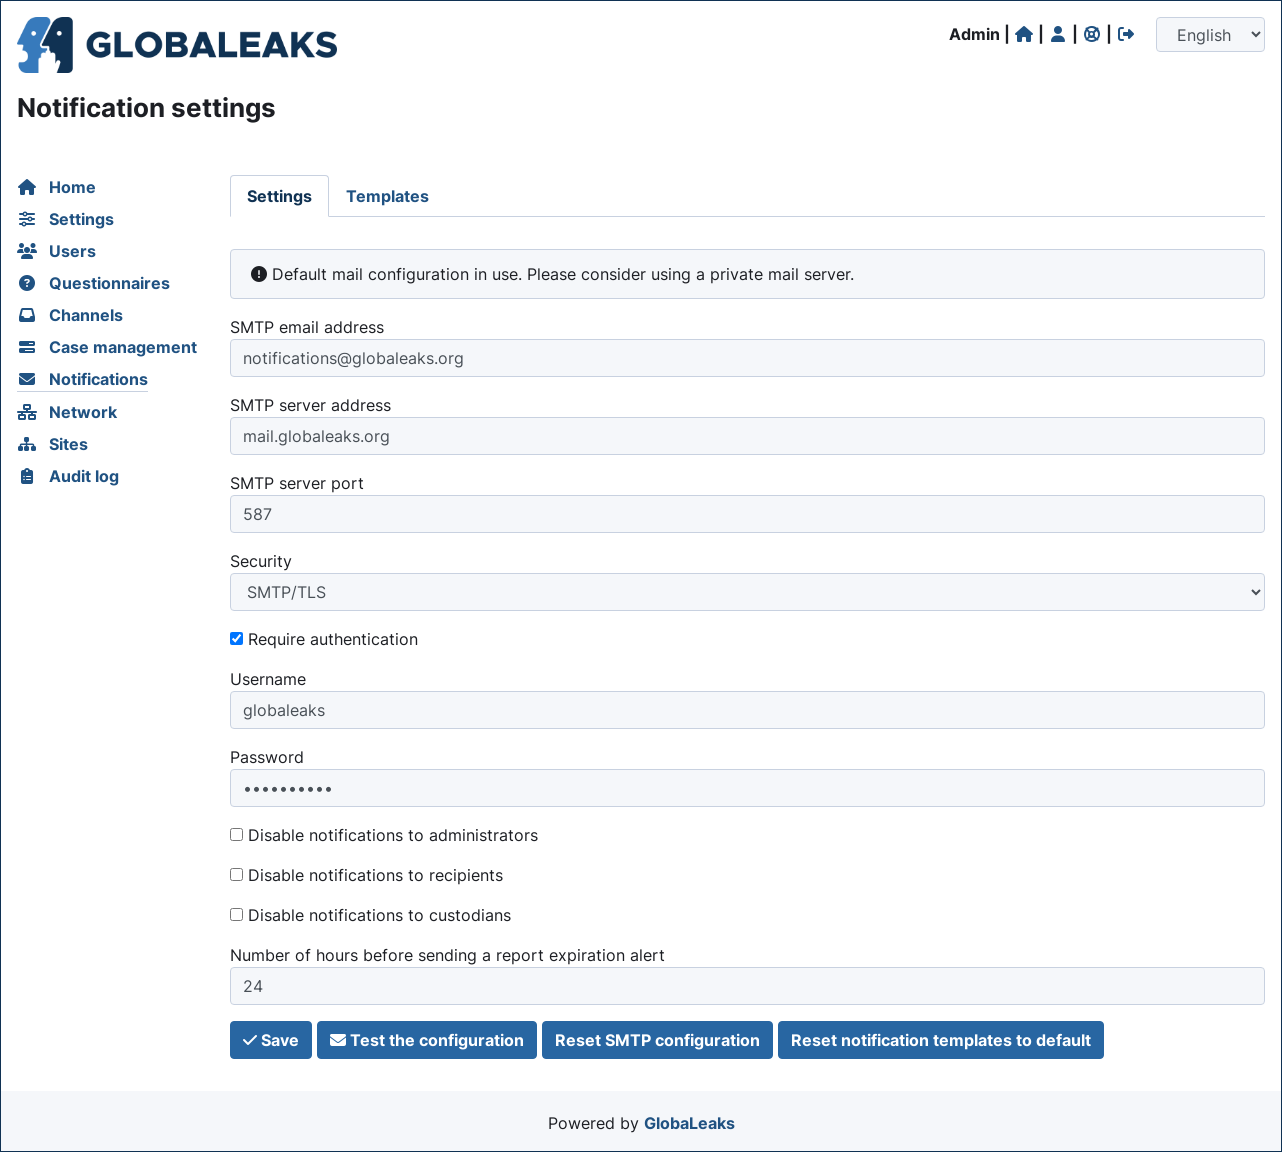 GLOBALEAKS
Admin | | | |
English
Notification settings
Home
Settings
Users
Questionnaires
Channels
Case management
Notifications
Network
Sites
Audit log
Settings
Templates
Default mail configuration in use. Please consider using a private mail server.
SMTP email address
notifications@globaleaks.org
SMTP server address
mail.globaleaks.org
SMTP server port
587
Security
SMTP/TLS
Require authentication
Username
globaleaks
Password
••••••••••
Disable notifications to administrators
Disable notifications to recipients
Disable notifications to custodians
Number of hours before sending a report expiration alert
24
Save
Test the configuration
Reset SMTP configuration
Reset notification templates to default
Powered by GlobaLeaks